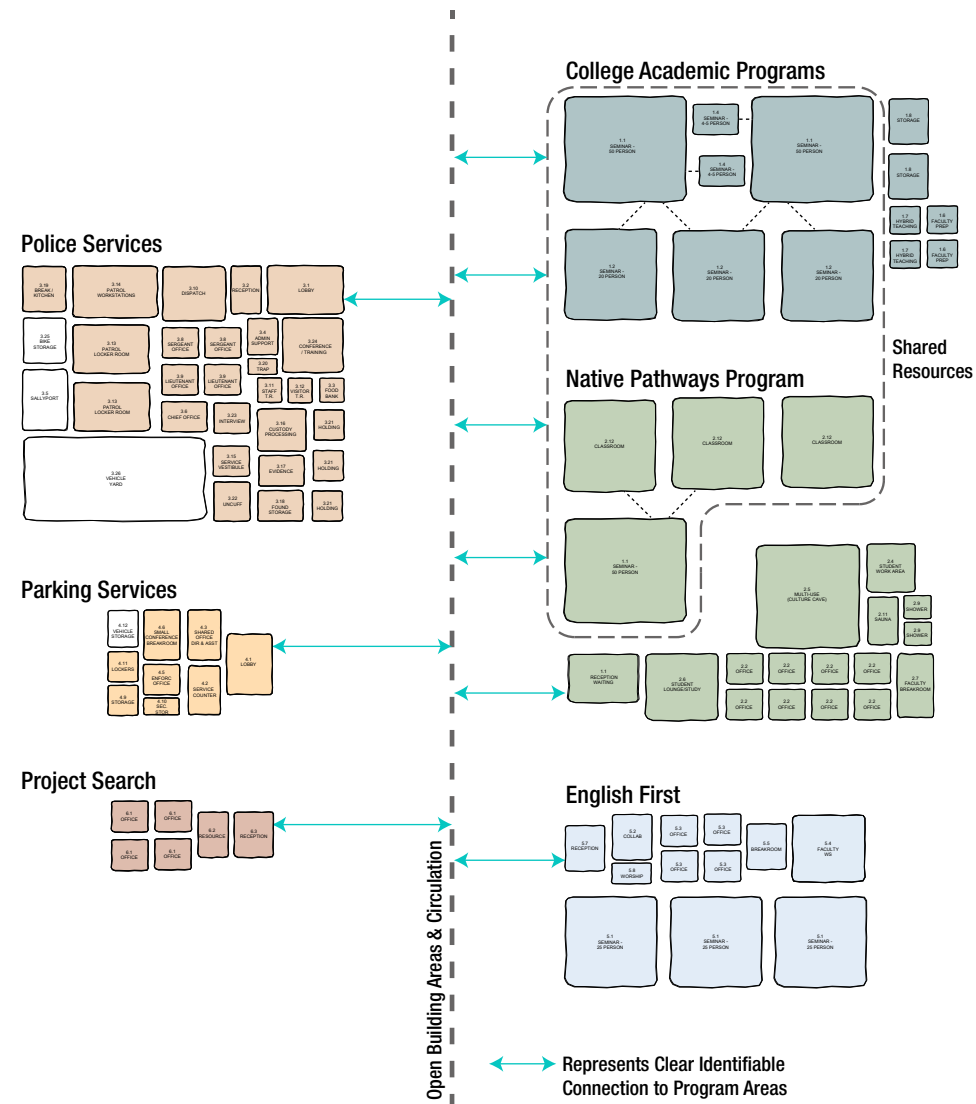 College Academic Programs
1.1
SEMINAR -
50 PERSON
1.4
SEMINAR -
4-5 PERSON
1.4
SEMINAR -
4-5 PERSON
1.1
SEMINAR -
50 PERSON
1.2
SEMINAR -
20 PERSON
1.2
SEMINAR -
20 PERSON
1.2
SEMINAR -
20 PERSON
1.8
STORAGE
1.8
STORAGE
1.7
HYBRID
TEACHING
1.6
FACULTY
PREP
1.7
HYBRID
TEACHING
1.6
FACULTY
PREP
Shared
Resources
Police Services
3.19
BREAK /
KITCHEN
3.14
PATROL
WORKSTATIONS
3.10
DISPATCH
3.2
RECEPTION
3.1
LOBBY
3.25
BIKE
STORAGE
3.13
PATROL
LOCKER ROOM
3.8
SERGEANT
OFFICE
3.8
SERGEANT
OFFICE
3.4
ADMIN
SUPPORT
3.24
CONFERENCE
/ TRAINING
3.20
TRAP
3.5
SALLYPORT
3.13
PATROL
LOCKER ROOM
3.9
LIEUTENANT
OFFICE
3.9
LIEUTENANT
OFFICE
3.11
STAFF
T.R.
3.12
VISITOR
T.R.
3.3
FOOD
BANK
3.6
CHIEF OFFICE
3.23
INTERVIEW
3.16
CUSTODY
PROCESSING
3.21
HOLDING
3.26
VEHICLE
YARD
3.15
SERVICE
VESTIBULE
3.17
EVIDENCE
3.21
HOLDING
3.22
UNCUFF
3.18
FOUND
STORAGE
3.21
HOLDING
Native Pathways Program
2.12
CLASSROOM
2.12
CLASSROOM
2.12
CLASSROOM
1.1
SEMINAR -
50 PERSON
2.5
MULTI-USE
(CULTURE CAVE)
2.4
STUDENT
WORK AREA
2.11
SAUNA
2.9
SHOWER
2.9
SHOWER
1.1
RECEPTION
WAITING
2.6
STUDENT
LOUNGE/STUDY
2.2
OFFICE
2.2
OFFICE
2.2
OFFICE
2.2
OFFICE
2.2
OFFICE
2.2
OFFICE
2.2
OFFICE
2.2
OFFICE
2.7
FACULTY
BREAKROOM
Parking Services
4.12
VEHICLE
STORAGE
4.6
SMALL
CONFERENCE
BREAKROOM
4.3
SHARED
OFFICE
DIR & ASST
4.1
LOBBY
4.11
LOCKERS
4.5
ENFORC
OFFICE
4.2
SERVICE
COUNTER
4.9
STORAGE
4.10
SEC.
STOR
Project Search
6.1
OFFICE
6.1
OFFICE
6.2
RESOURCE
6.3
RECEPTION
6.1
OFFICE
6.1
OFFICE
English First
5.7
RECEPTION
5.2
COLLAB
5.3
OFFICE
5.3
OFFICE
5.5
BREAKROOM
5.4
FACULTY
WS
5.6
WORSHIP
5.3
OFFICE
5.3
OFFICE
5.1
SEMINAR -
25 PERSON
5.1
SEMINAR -
25 PERSON
5.1
SEMINAR -
25 PERSON
Open Building Areas & Circulation
Represents Clear Identifiable
Connection to Program Areas